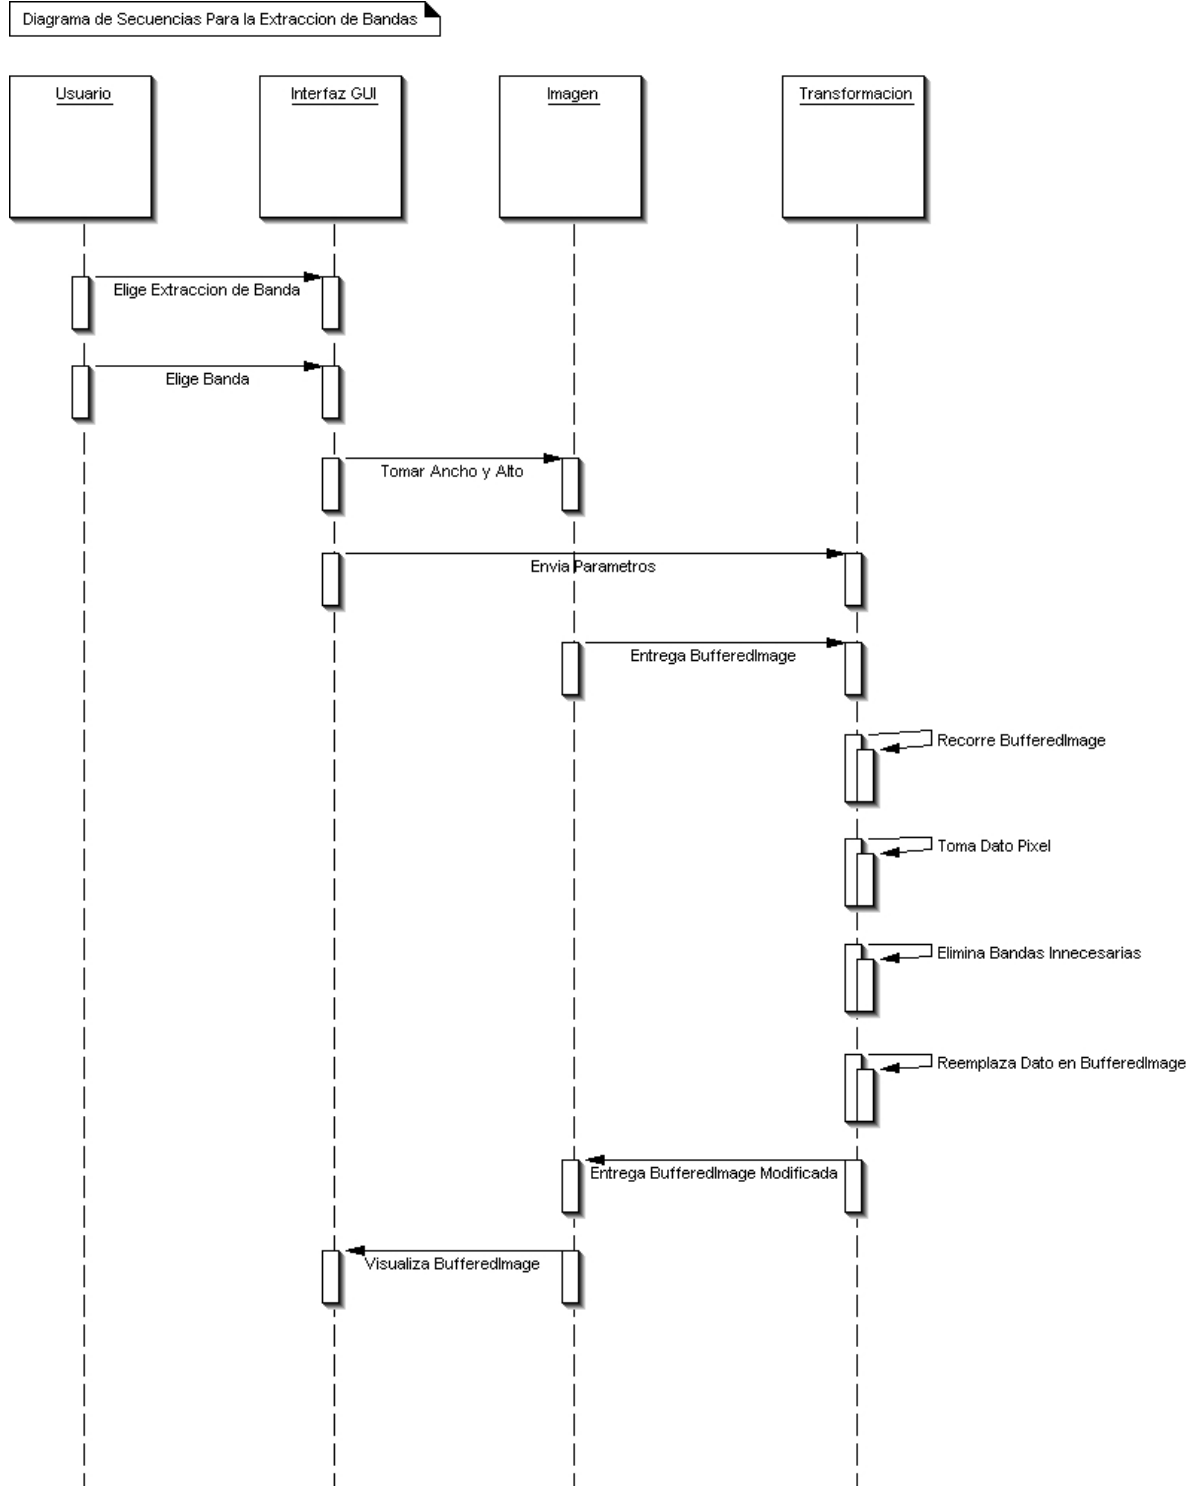 Diagrama de Secuencias Para la Extraccion de Bandas
Usuario
Interfaz GUI
Imagen
Transformacion
Elige Extraccion de Banda
Elige Banda
Tomar Ancho y Alto
Envia Parametros
Entrega BufferedImage
Recorre BufferedImage
Toma Dato Pixel
Elimina Bandas Innecesarias
Reemplaza Dato en BufferedImage
Entrega BufferedImage Modificada
Visualiza BufferedImage